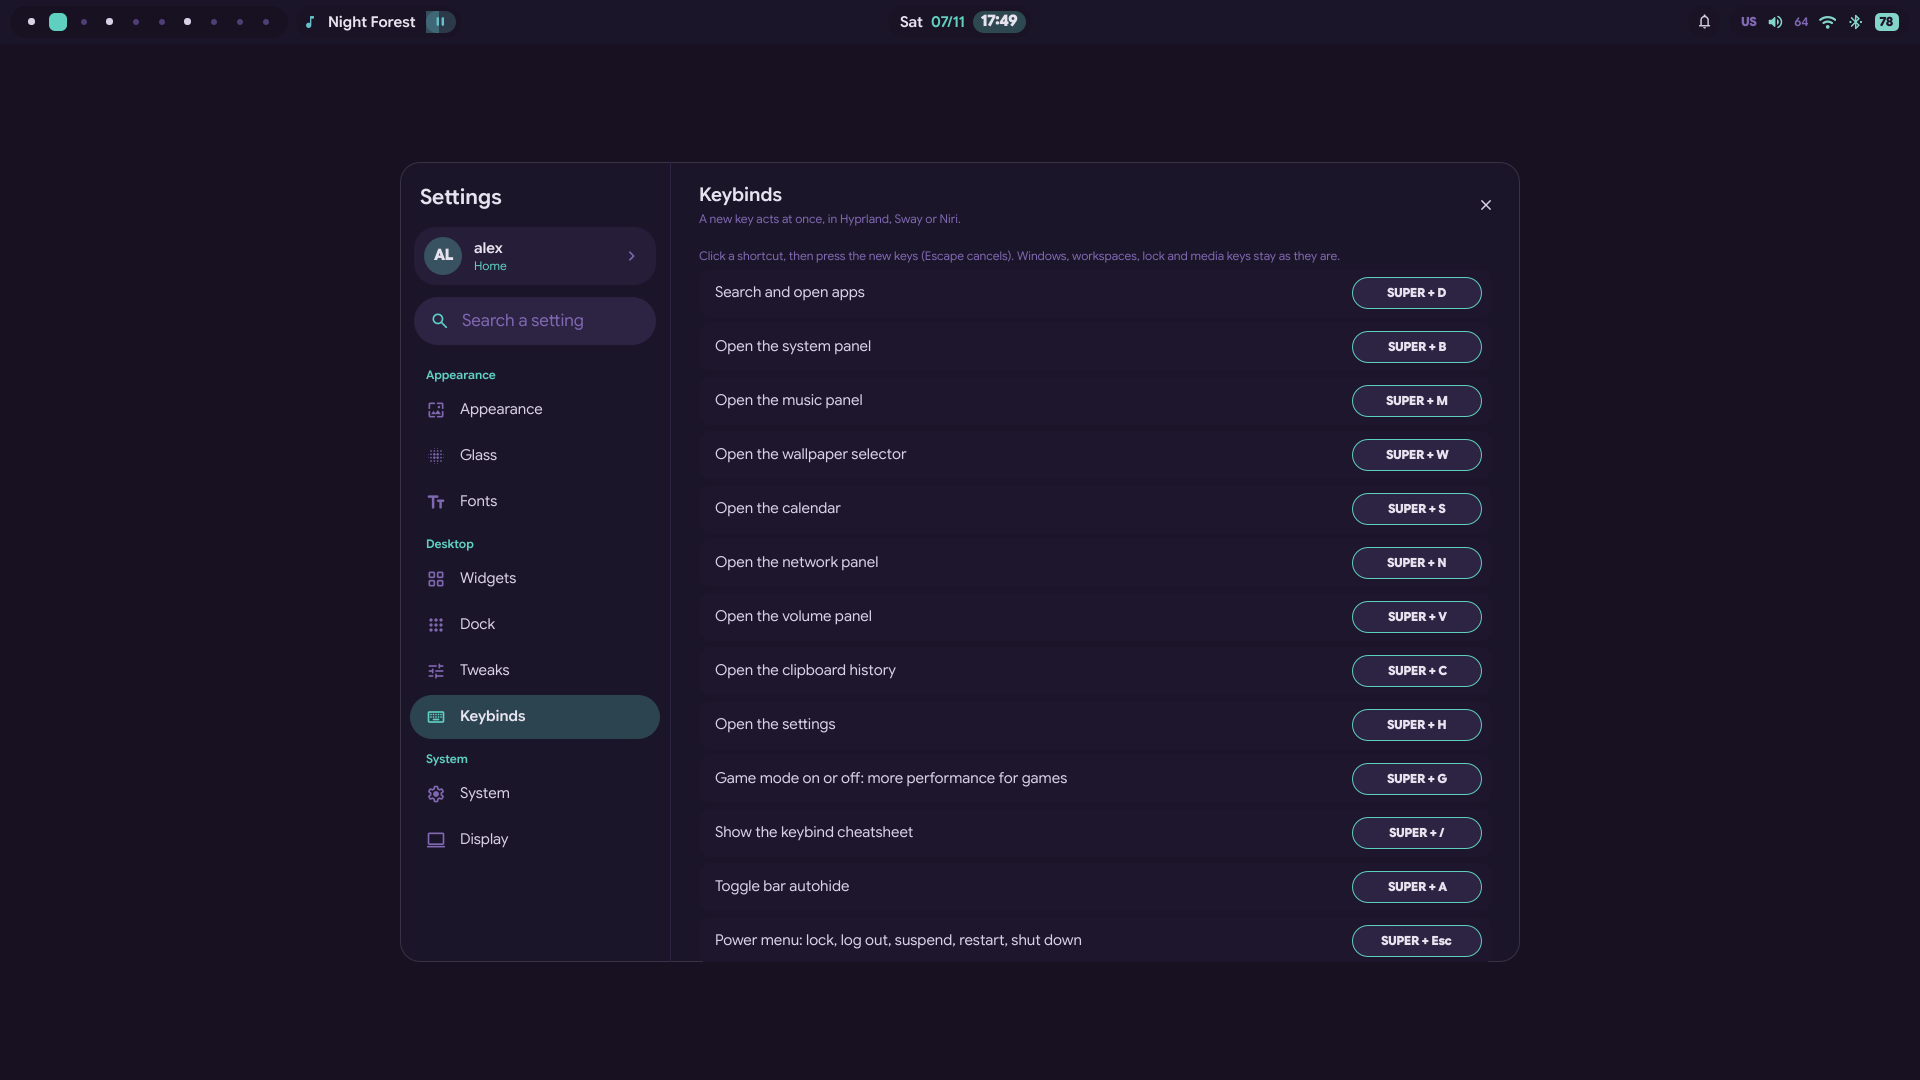 Night Forest
Sat 07/11 17:49
US 64 78
Settings
AL
alex
Home
Search a setting
Appearance
Appearance
Glass
Fonts
Desktop
Widgets
Dock
Tweaks
Keybinds
System
System
Display
Keybinds
A new key acts at once, in Hyprland, Sway or Niri.
Click a shortcut, then press the new keys (Escape cancels). Windows, workspaces, lock and media keys stay as they are.
Search and open apps SUPER + D
Open the system panel SUPER + B
Open the music panel SUPER + M
Open the wallpaper selector SUPER + W
Open the calendar SUPER + S
Open the network panel SUPER + N
Open the volume panel SUPER + V
Open the clipboard history SUPER + C
Open the settings SUPER + H
Game mode on or off: more performance for games SUPER + G
Show the keybind cheatsheet SUPER + /
Toggle bar autohide SUPER + A
Power menu: lock, log out, suspend, restart, shut down SUPER + Esc